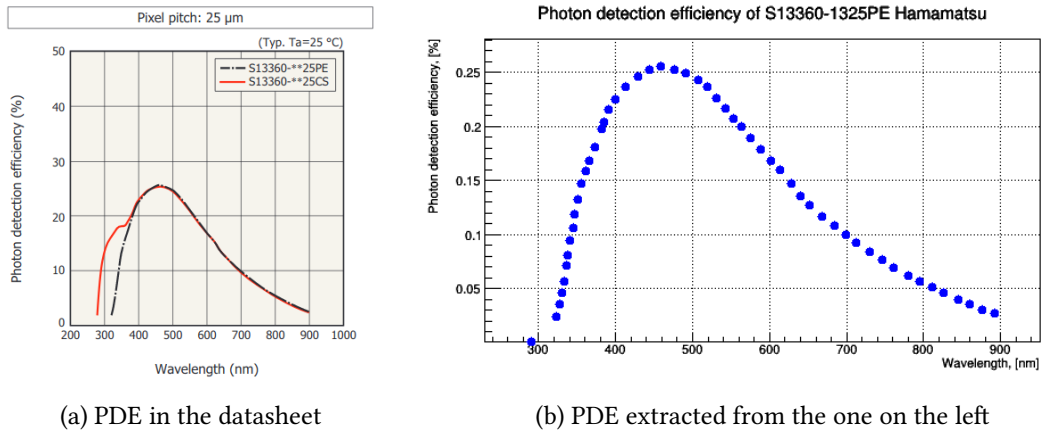 Pixel pitch: 25 µm
(Typ. Ta=25 °C)
Photon detection efficiency (%)
50
40
30
20
10
0
S13360-**25PE
S13360-**25CS
200 300 400 500 600 700 800 900 1000
Wavelength (nm)
(a) PDE in the datasheet
Photon detection efficiency of S13360-1325PE Hamamatsu
Photon detection efficiency, [%]
0.25
0.2
0.15
0.1
0.05
300 400 500 600 700 800 900
Wavelength, [nm]
(b) PDE extracted from the one on the left